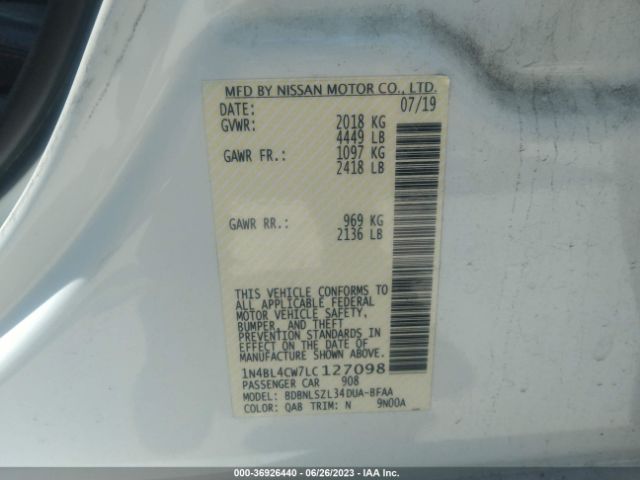 MFD BY NISSAN MOTOR CO., LTD.
DATE: 07/19
GVWR: 2018 KG
4449 LB
GAWR FR.: 1097 KG
2418 LB
GAWR RR.: 969 KG
2136 LB
THIS VEHICLE CONFORMS TO
ALL APPLICABLE FEDERAL
MOTOR VEHICLE SAFETY,
BUMPER, AND THEFT
PREVENTION STANDARDS IN
EFFECT ON THE DATE OF
MANUFACTURE SHOWN ABOVE.
1N4BL4CW7LC127098
PASSENGER CAR 908
MODEL: BDBNLSZL34DUA-BFAA
COLOR: QAB TRIM: N 9N00A
000-36926440 - 06/26/2023 - IAA Inc.